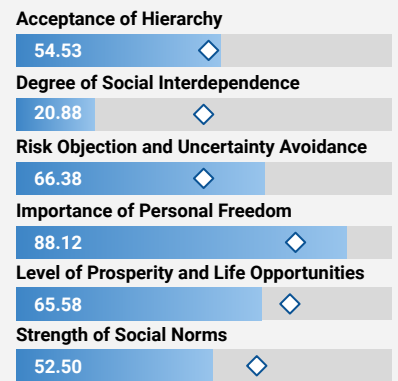 Acceptance of Hierarchy
54.53
Degree of Social Interdependence
20.88
Risk Objection and Uncertainty Avoidance
66.38
Importance of Personal Freedom
88.12
Level of Prosperity and Life Opportunities
65.58
Strength of Social Norms
52.50